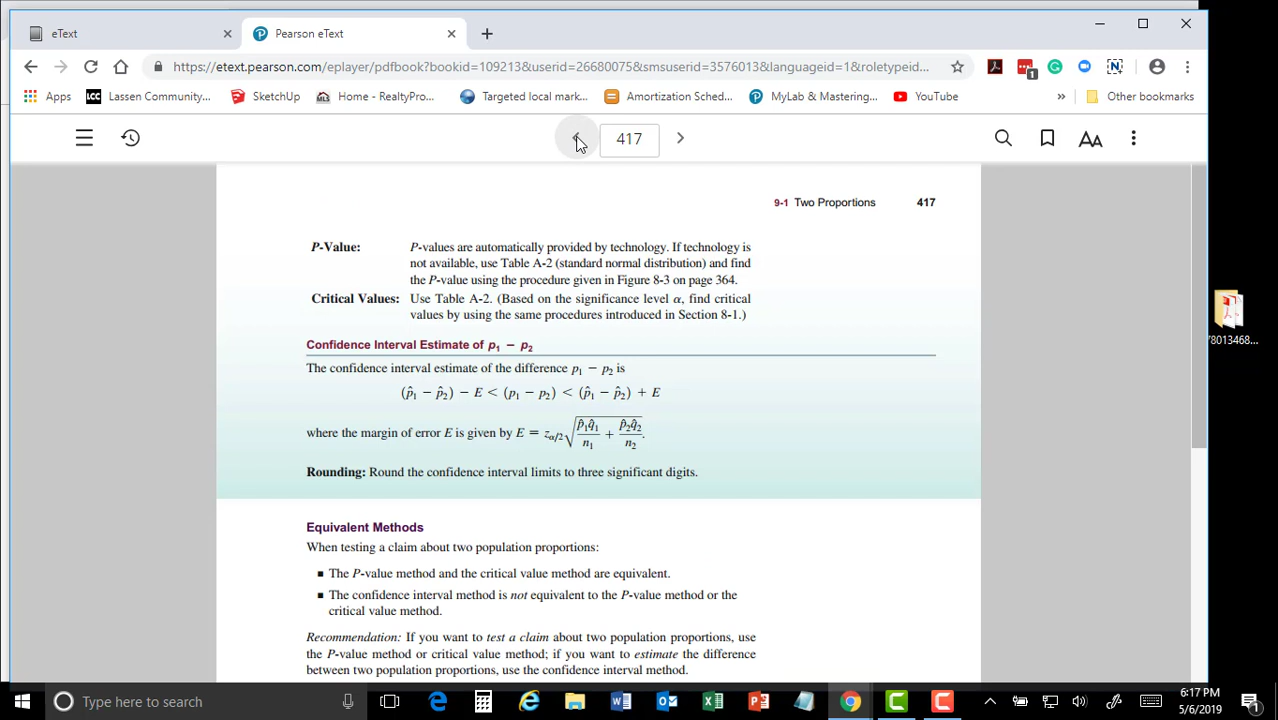 eText
Pearson eText
https://etext.pearson.com/eplayer/pdfbook?bookid=109213&userid=26680075&smsuserid=3576013&languageid=1&roletypeid...
1
Apps
LCC Lassen Community...
SketchUp
Home - RealtyPro...
Targeted local mark...
Amortization Sched...
MyLab & Mastering...
YouTube
»
Other bookmarks
417
AA
9-1 Two Proportions 417
P-Value: P-values are automatically provided by technology. If technology is
not available, use Table A-2 (standard normal distribution) and find
the P-value using the procedure given in Figure 8-3 on page 364.
Critical Values: Use Table A-2. (Based on the significance level α, find critical
values by using the same procedures introduced in Section 8-1.)
Confidence Interval Estimate of p₁ − p₂
The confidence interval estimate of the difference p₁ − p₂ is
(p̂₁ − p̂₂) − E < (p₁ − p₂) < (p̂₁ − p̂₂) + E
where the margin of error E is given by E = z_α/2 √(p̂₁q̂₁/n₁ + p̂₂q̂₂/n₂).
Rounding: Round the confidence interval limits to three significant digits.
Equivalent Methods
When testing a claim about two population proportions:
■ The P-value method and the critical value method are equivalent.
■ The confidence interval method is not equivalent to the P-value method or the
critical value method.
Recommendation: If you want to test a claim about two population proportions, use
the P-value method or critical value method; if you want to estimate the difference
between two population proportions, use the confidence interval method.
78013468...
Type here to search
6:17 PM
5/6/2019
1